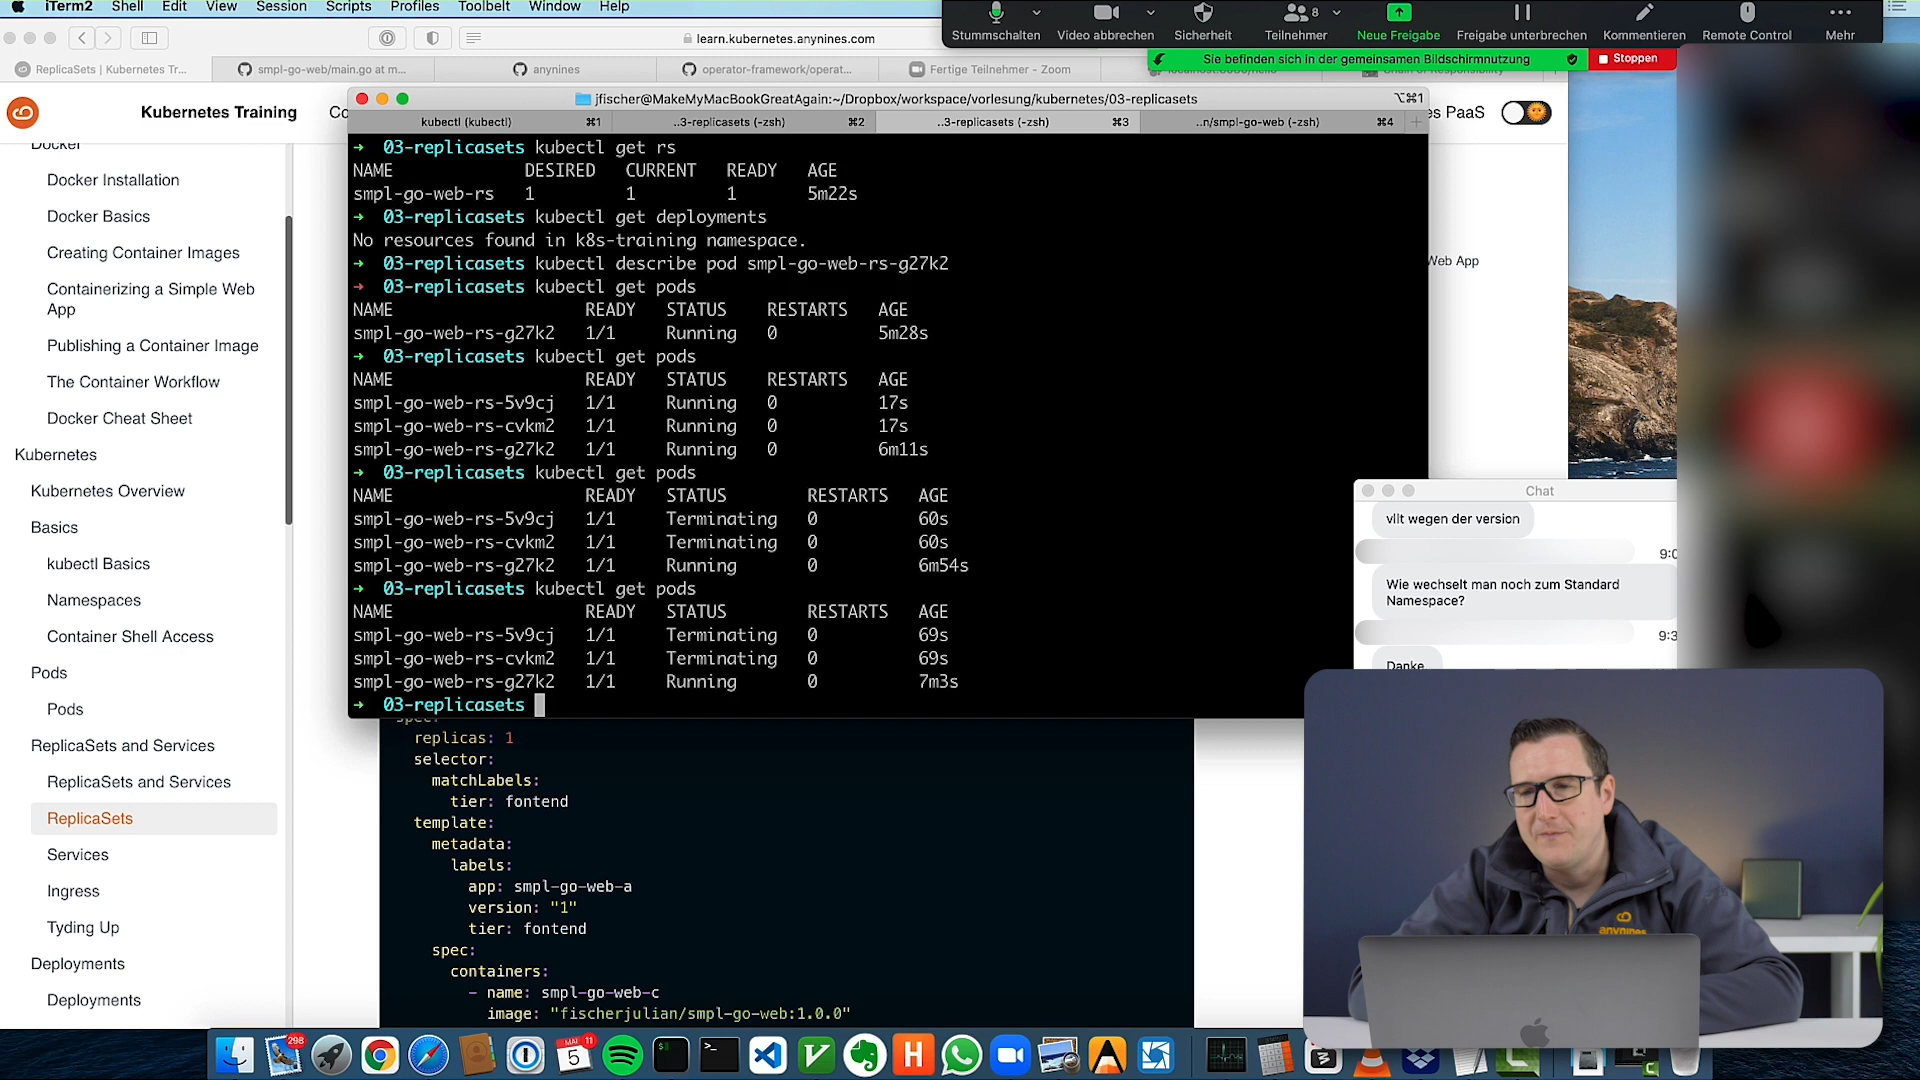 iTerm2 Shell Edit View Session Scripts Profiles Toolbelt Window Help
Stummschalten Video abbrechen Sicherheit Teilnehmer 8 Neue Freigabe Freigabe unterbrechen Kommentieren Remote Control Mehr
Sie befinden sich in der gemeinsamen Bildschirmnutzung Stoppen
learn.kubernetes.anynines.com
ReplicaSets | Kubernetes Tr...
smpl-go-web/main.go at m...
anynines
operator-framework/operat...
Fertige Teilnehmer - Zoom
Kubernetes Training
Co
es PaaS
Web App
Docker
Docker Installation
Docker Basics
Creating Container Images
Containerizing a Simple Web
App
Publishing a Container Image
The Container Workflow
Docker Cheat Sheet
Kubernetes
Kubernetes Overview
Basics
kubectl Basics
Namespaces
Container Shell Access
Pods
Pods
ReplicaSets and Services
ReplicaSets and Services
ReplicaSets
Services
Ingress
Tyding Up
Deployments
Deployments
jfischer@MakeMyMacBookGreatAgain:~/Dropbox/workspace/vorlesung/kubernetes/03-replicasets ⌥⌘1
kubectl (kubectl) ⌘1 ..3-replicasets (-zsh) ⌘2 ..3-replicasets (-zsh) ⌘3 ..n/smpl-go-web (-zsh) ⌘4
→ 03-replicasets kubectl get rs
NAME DESIRED CURRENT READY AGE
smpl-go-web-rs 1 1 1 5m22s
→ 03-replicasets kubectl get deployments
No resources found in k8s-training namespace.
→ 03-replicasets kubectl describe pod smpl-go-web-rs-g27k2
→ 03-replicasets kubectl get pods
NAME READY STATUS RESTARTS AGE
smpl-go-web-rs-g27k2 1/1 Running 0 5m28s
→ 03-replicasets kubectl get pods
NAME READY STATUS RESTARTS AGE
smpl-go-web-rs-5v9cj 1/1 Running 0 17s
smpl-go-web-rs-cvkm2 1/1 Running 0 17s
smpl-go-web-rs-g27k2 1/1 Running 0 6m11s
→ 03-replicasets kubectl get pods
NAME READY STATUS RESTARTS AGE
smpl-go-web-rs-5v9cj 1/1 Terminating 0 60s
smpl-go-web-rs-cvkm2 1/1 Terminating 0 60s
smpl-go-web-rs-g27k2 1/1 Running 0 6m54s
→ 03-replicasets kubectl get pods
NAME READY STATUS RESTARTS AGE
smpl-go-web-rs-5v9cj 1/1 Terminating 0 69s
smpl-go-web-rs-cvkm2 1/1 Terminating 0 69s
smpl-go-web-rs-g27k2 1/1 Running 0 7m3s
→ 03-replicasets
spec:
replicas: 1
selector:
matchLabels:
tier: fontend
template:
metadata:
labels:
app: smpl-go-web-a
version: "1"
tier: fontend
spec:
containers:
- name: smpl-go-web-c
image: "fischerjulian/smpl-go-web:1.0.0"
Chat
vllt wegen der version
9:0
Wie wechselt man noch zum Standard
Namespace?
9:3
Danke
anynines
298
MAI 11
5